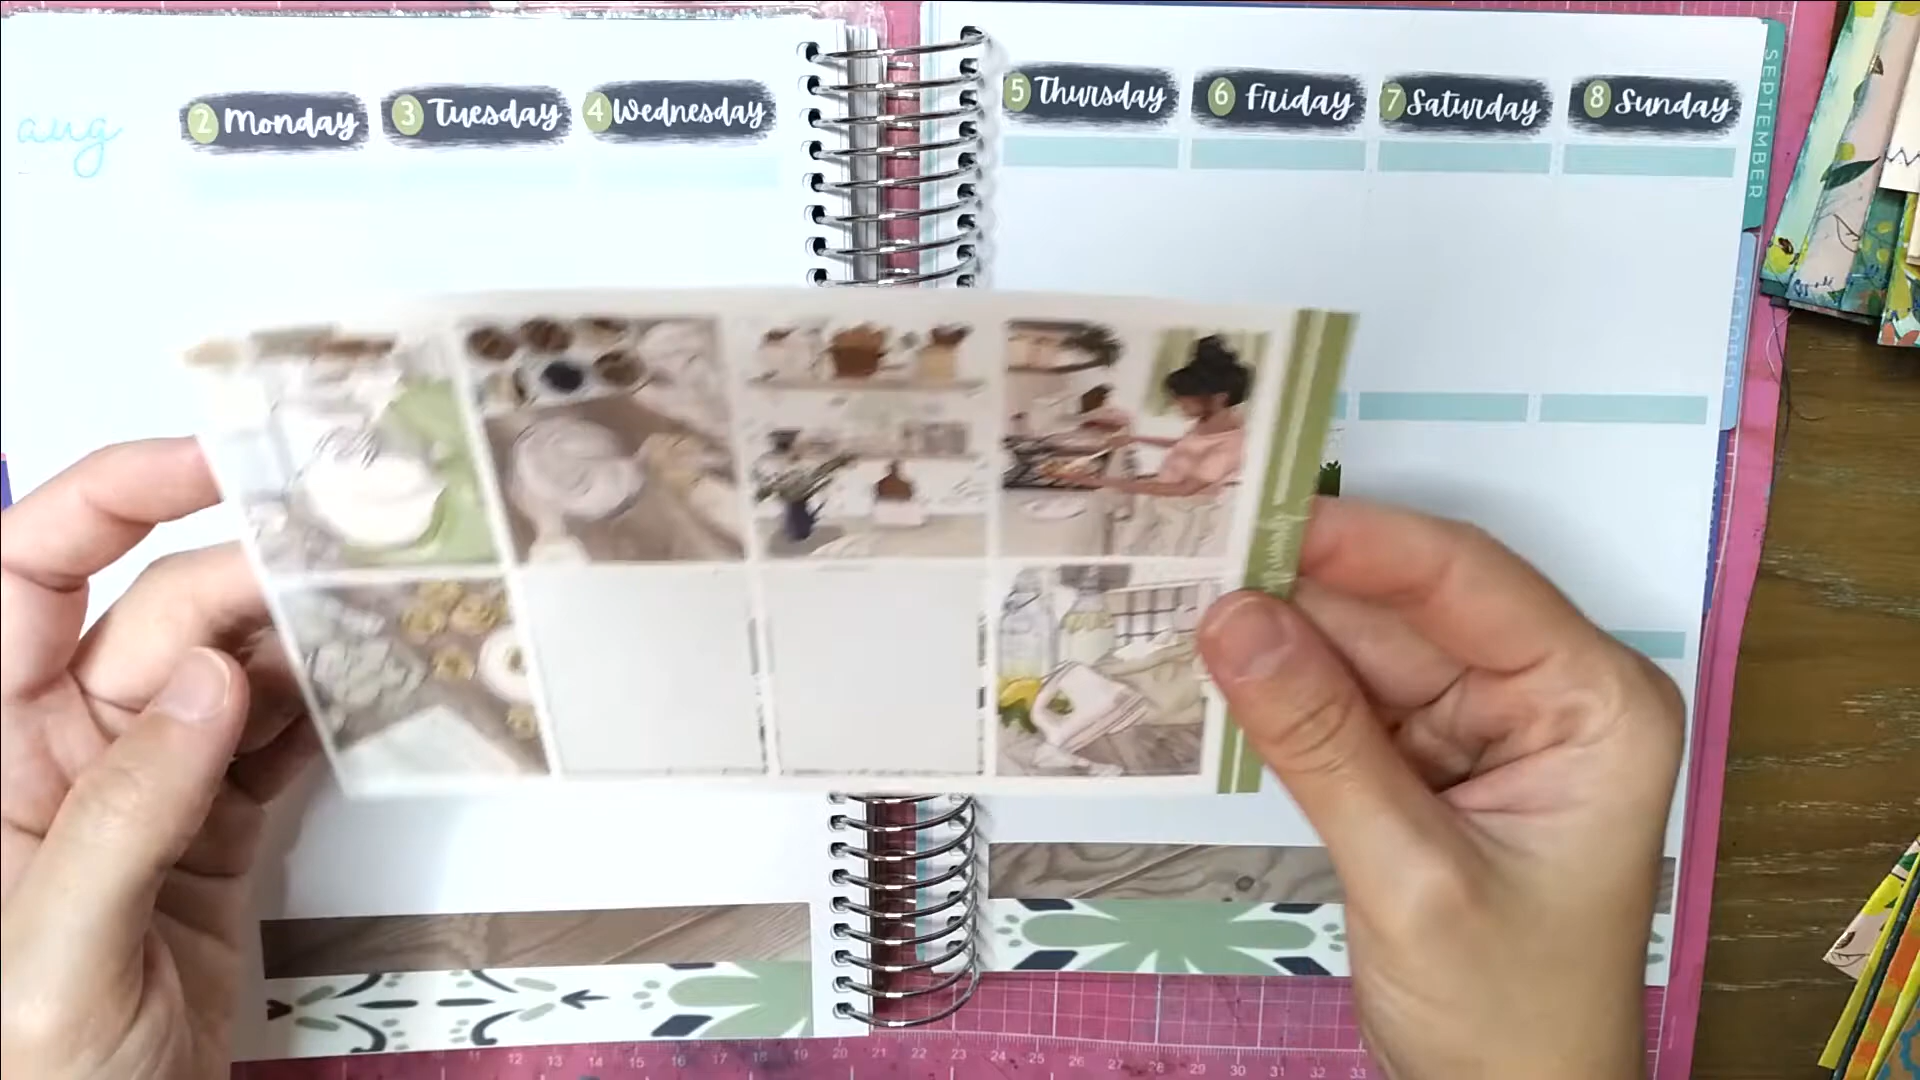 aug
2 Monday
3 Tuesday
4 Wednesday
5 Thursday
6 Friday
7 Saturday
8 Sunday
SEPTEMBER
OCTOBER
11 12 13 14 15 16 17 18 19 20 21 22 23 24 25 26 27 28 29 30 31 32 33